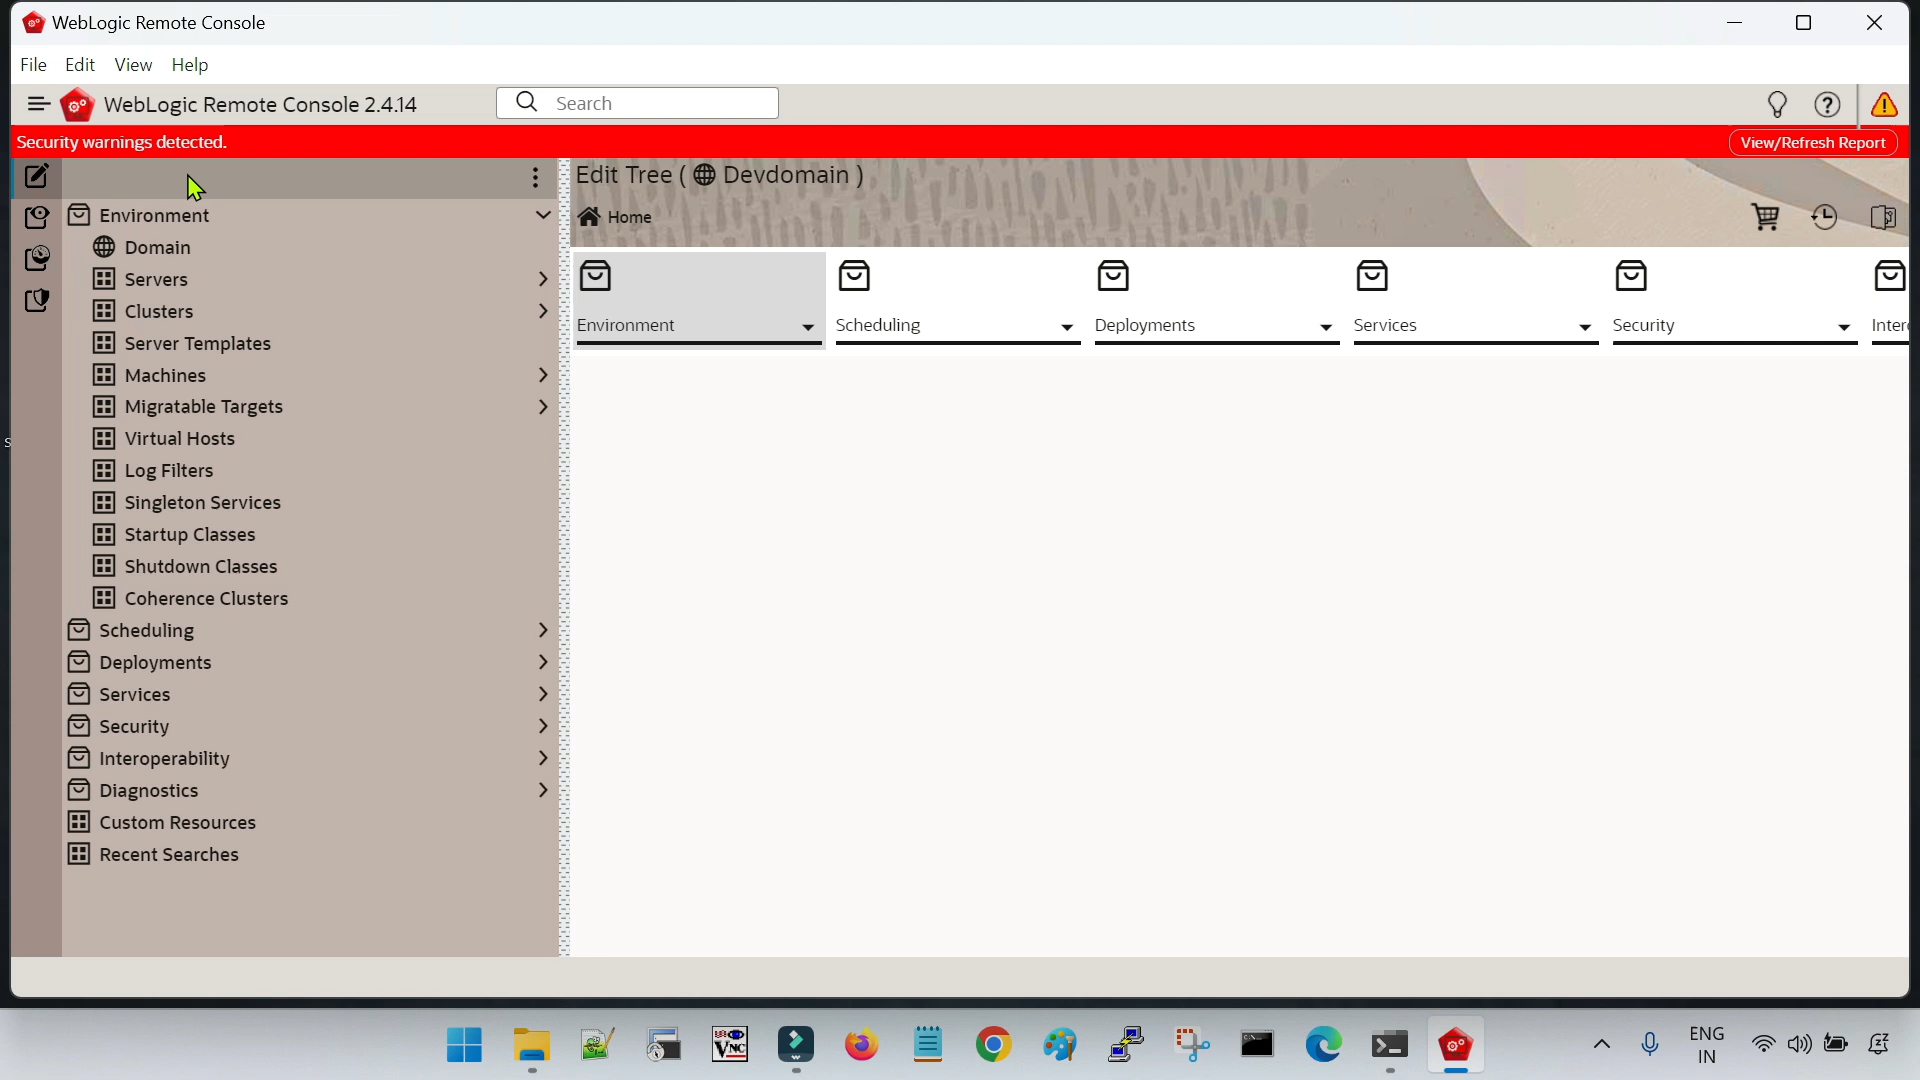 WebLogic Remote Console
File Edit View Help
WebLogic Remote Console 2.4.14
Search
Security warnings detected.
View/Refresh Report
Edit Tree ( Devdomain )
Home
Environment
Domain
Servers
Clusters
Server Templates
Machines
Migratable Targets
Virtual Hosts
Log Filters
Singleton Services
Startup Classes
Shutdown Classes
Coherence Clusters
Scheduling
Deployments
Services
Security
Interoperability
Diagnostics
Custom Resources
Recent Searches
Environment
Scheduling
Deployments
Services
Security
Inter
S
VNC
ENG
IN